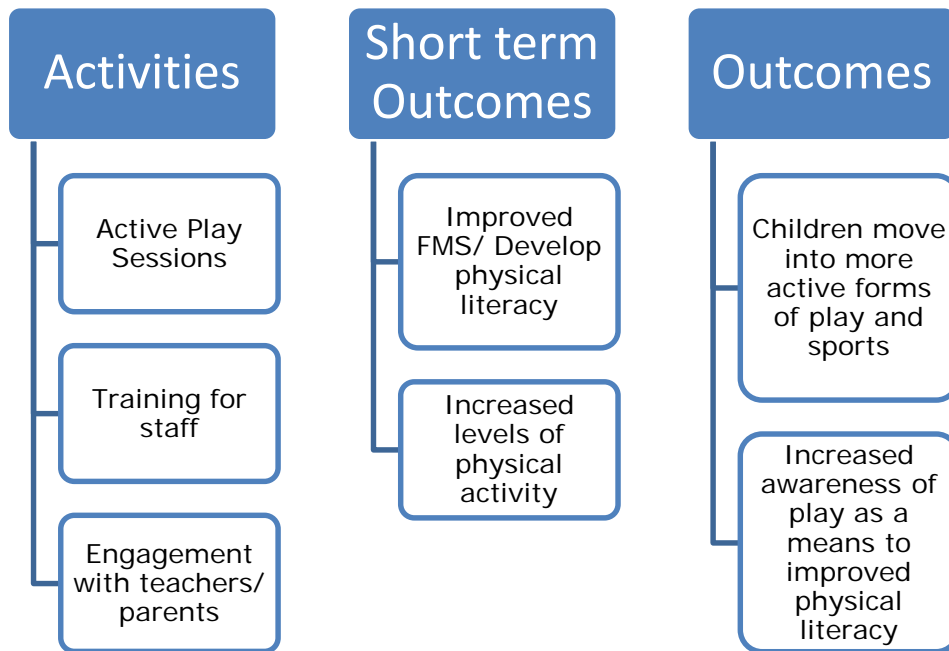 Activities
Active Play
Sessions
Training for
staff
Engagement
with teachers/
parents
Short term
Outcomes
Improved
FMS/ Develop
physical
literacy
Increased
levels of
physical
activity
Outcomes
Children move
into more
active forms
of play and
sports
Increased
awareness of
play as a
means to
improved
physical
literacy